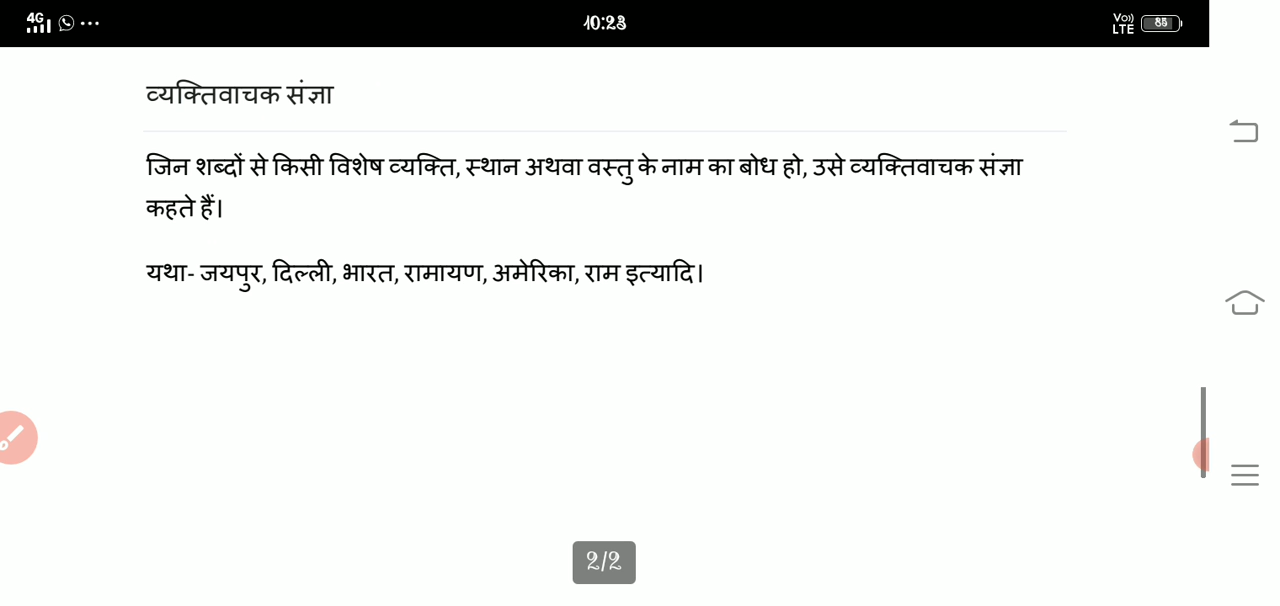 4G
10:23
Vo))
LTE
85
व्यक्तिवाचक संज्ञा
जिन शब्दों से किसी विशेष व्यक्ति, स्थान अथवा वस्तु के नाम का बोध हो, उसे व्यक्तिवाचक संज्ञा
कहते हैं।
यथा- जयपुर, दिल्ली, भारत, रामायण, अमेरिका, राम इत्यादि।
2/2